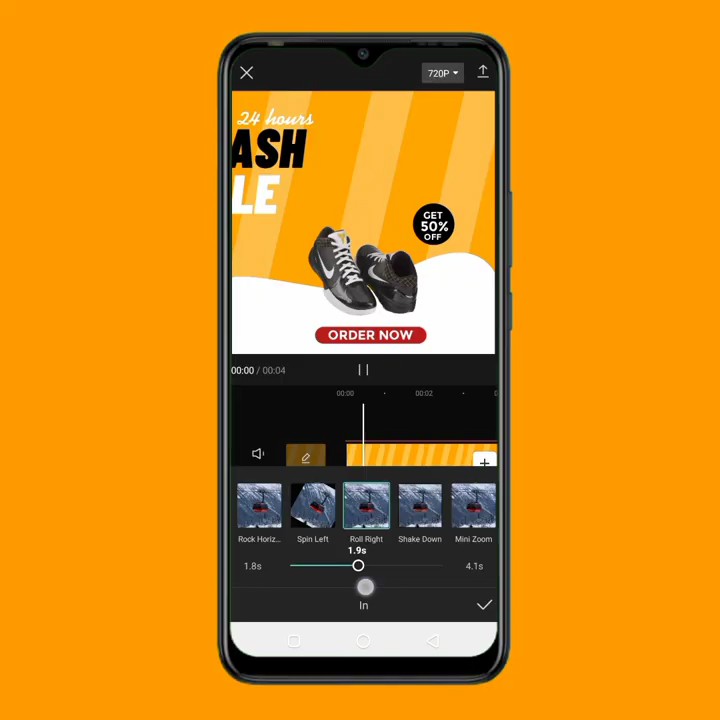 720P
24 hours
ASH
LE
GET
50%
OFF
ORDER NOW
00:00 / 00:04
00:00
00:02
Rock Horiz...
Spin Left
Roll Right
Shake Down
Mini Zoom
1.9s
1.8s
4.1s
In